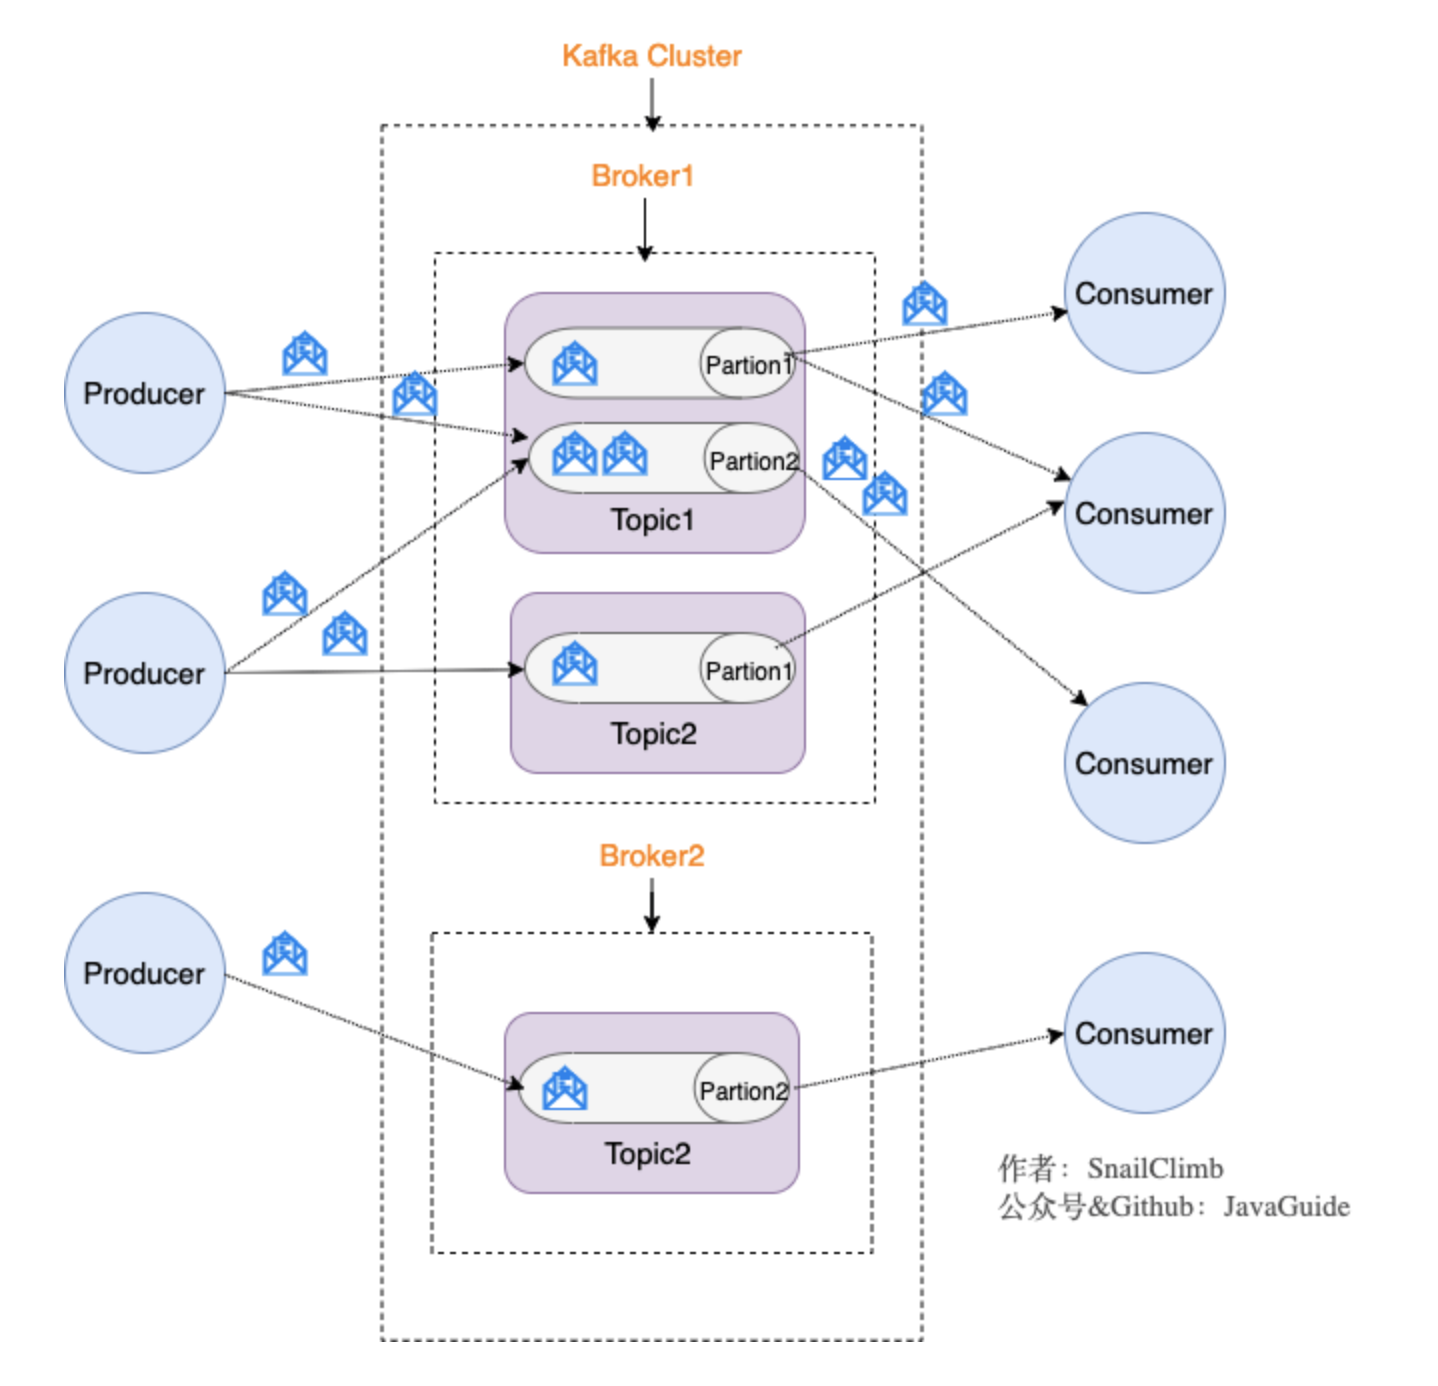 Kafka Cluster
Broker1
Producer
Partion1
Partion2
Topic1
Consumer
Consumer
Producer
Partion1
Topic2
Consumer
Broker2
Producer
Partion2
Topic2
Consumer
作者：SnailClimb
公众号&Github：JavaGuide